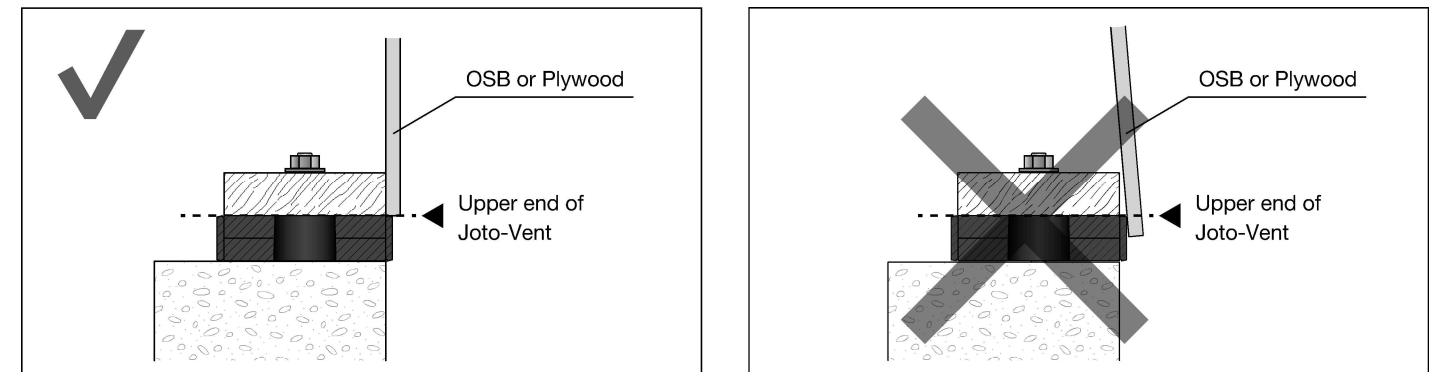 OSB or Plywood
Upper end of
Joto-Vent
OSB or Plywood
Upper end of
Joto-Vent